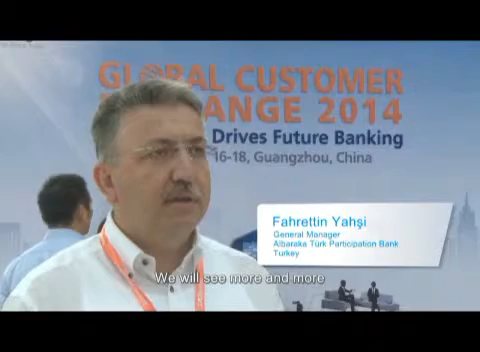 GLOBAL CUSTOMER
ANGE 2014
Drives Future Banking
16-18, Guangzhou, China
Fahrettin Yahşi
General Manager
Albaraka Türk Participation Bank
Turkey
We will see more and more